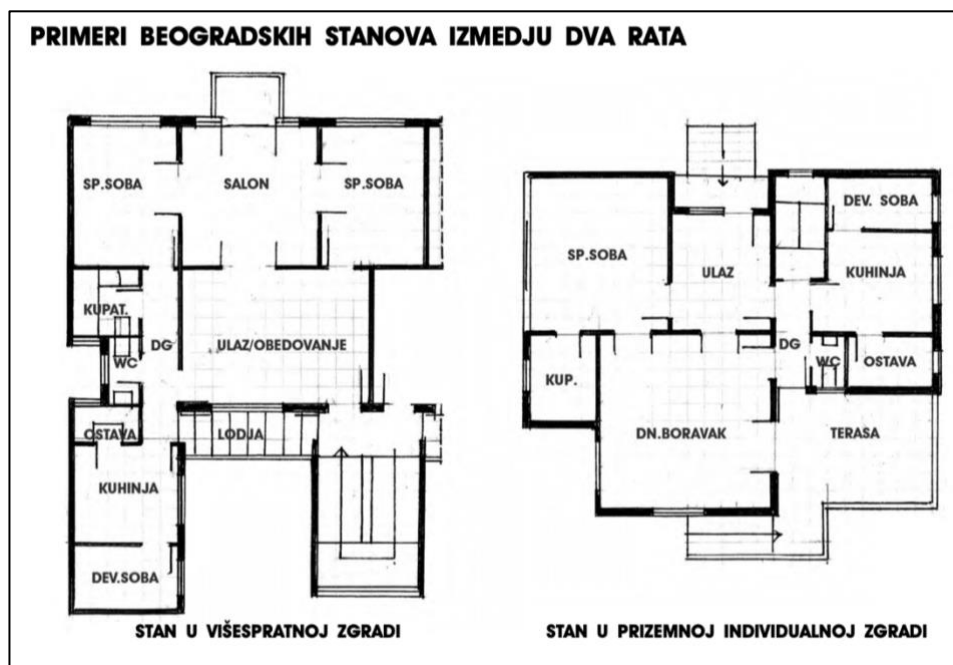 PRIMERI BEOGRADSKIH STANOVA IZMEDJU DVA RATA
SP.SOBA
SALON
SP.SOBA
KUPAT.
DG
ULAZ/OBEDOVANJE
WC
OSTAVA
LODJA
KUHINJA
DEV.SOBA
STAN U VIŠESPRATNOJ ZGRADI
DEV. SOBA
SP.SOBA
ULAZ
KUHINJA
DG
WC
OSTAVA
KUP.
DN.BORAVAK
TERASA
STAN U PRIZEMNOJ INDIVIDUALNOJ ZGRADI